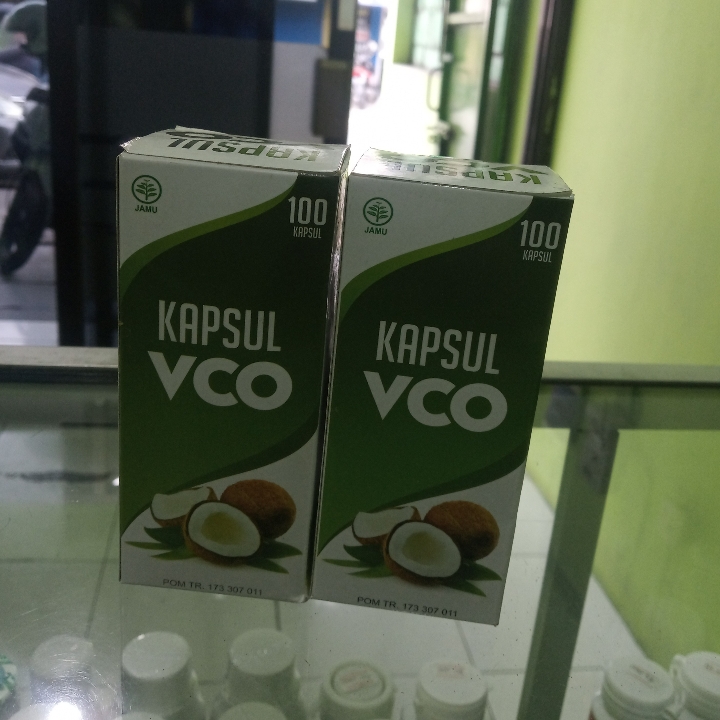 KAPSUL
JAMU
100
KAPSUL
KAPSUL
VCO
POM TR. 173 307 011
KAPSUL
JAMU
100
KAPSUL
KAPSUL
VCO
POM TR. 173 307 011